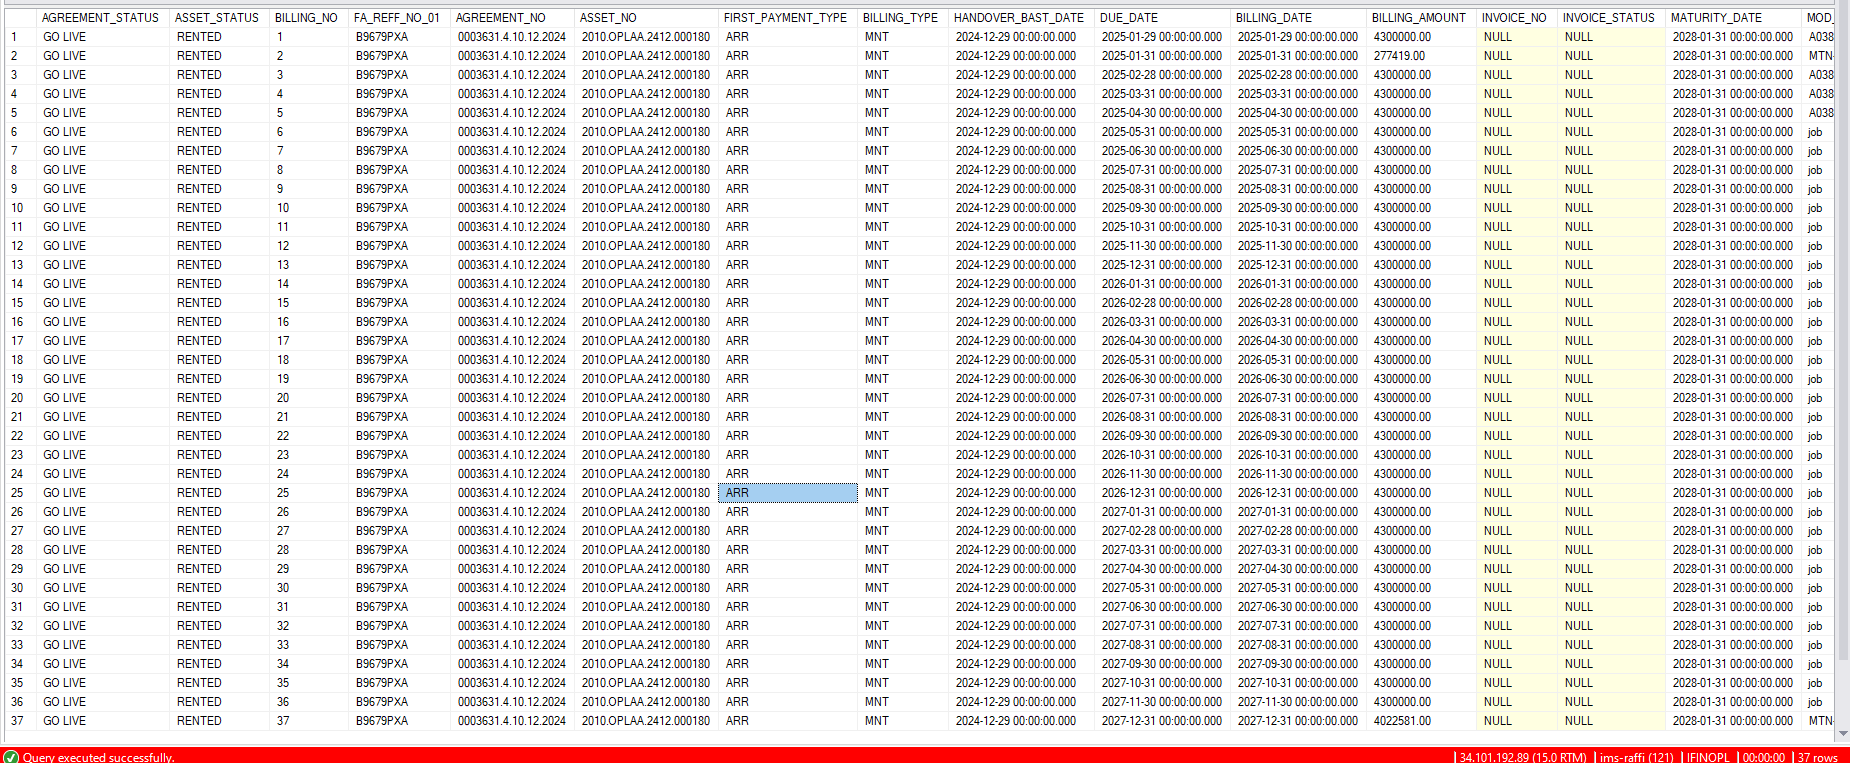 AGREEMENT_STATUS ASSET_STATUS BILLING_NO FA_REFF_NO_01 AGREEMENT_NO ASSET_NO FIRST_PAYMENT_TYPE BILLING_TYPE HANDOVER_BAST_DATE DUE_DATE BILLING_DATE BILLING_AMOUNT INVOICE_NO INVOICE_STATUS MATURITY_DATE MOD_
1 GO LIVE RENTED 1 B9679PXA 0003631.4.10.12.2024 2010.OPLAA.2412.000180 ARR MNT 2024-12-29 00:00:00.000 2025-01-29 00:00:00.000 2025-01-29 00:00:00.000 4300000.00 NULL NULL 2028-01-31 00:00:00.000 A038
2 GO LIVE RENTED 2 B9679PXA 0003631.4.10.12.2024 2010.OPLAA.2412.000180 ARR MNT 2024-12-29 00:00:00.000 2025-01-31 00:00:00.000 2025-01-31 00:00:00.000 277419.00 NULL NULL 2028-01-31 00:00:00.000 MTN
3 GO LIVE RENTED 3 B9679PXA 0003631.4.10.12.2024 2010.OPLAA.2412.000180 ARR MNT 2024-12-29 00:00:00.000 2025-02-28 00:00:00.000 2025-02-28 00:00:00.000 4300000.00 NULL NULL 2028-01-31 00:00:00.000 A038
4 GO LIVE RENTED 4 B9679PXA 0003631.4.10.12.2024 2010.OPLAA.2412.000180 ARR MNT 2024-12-29 00:00:00.000 2025-03-31 00:00:00.000 2025-03-31 00:00:00.000 4300000.00 NULL NULL 2028-01-31 00:00:00.000 A038
5 GO LIVE RENTED 5 B9679PXA 0003631.4.10.12.2024 2010.OPLAA.2412.000180 ARR MNT 2024-12-29 00:00:00.000 2025-04-30 00:00:00.000 2025-04-30 00:00:00.000 4300000.00 NULL NULL 2028-01-31 00:00:00.000 A038
6 GO LIVE RENTED 6 B9679PXA 0003631.4.10.12.2024 2010.OPLAA.2412.000180 ARR MNT 2024-12-29 00:00:00.000 2025-05-31 00:00:00.000 2025-05-31 00:00:00.000 4300000.00 NULL NULL 2028-01-31 00:00:00.000 job
7 GO LIVE RENTED 7 B9679PXA 0003631.4.10.12.2024 2010.OPLAA.2412.000180 ARR MNT 2024-12-29 00:00:00.000 2025-06-30 00:00:00.000 2025-06-30 00:00:00.000 4300000.00 NULL NULL 2028-01-31 00:00:00.000 job
8 GO LIVE RENTED 8 B9679PXA 0003631.4.10.12.2024 2010.OPLAA.2412.000180 ARR MNT 2024-12-29 00:00:00.000 2025-07-31 00:00:00.000 2025-07-31 00:00:00.000 4300000.00 NULL NULL 2028-01-31 00:00:00.000 job
9 GO LIVE RENTED 9 B9679PXA 0003631.4.10.12.2024 2010.OPLAA.2412.000180 ARR MNT 2024-12-29 00:00:00.000 2025-08-31 00:00:00.000 2025-08-31 00:00:00.000 4300000.00 NULL NULL 2028-01-31 00:00:00.000 job
10 GO LIVE RENTED 10 B9679PXA 0003631.4.10.12.2024 2010.OPLAA.2412.000180 ARR MNT 2024-12-29 00:00:00.000 2025-09-30 00:00:00.000 2025-09-30 00:00:00.000 4300000.00 NULL NULL 2028-01-31 00:00:00.000 job
11 GO LIVE RENTED 11 B9679PXA 0003631.4.10.12.2024 2010.OPLAA.2412.000180 ARR MNT 2024-12-29 00:00:00.000 2025-10-31 00:00:00.000 2025-10-31 00:00:00.000 4300000.00 NULL NULL 2028-01-31 00:00:00.000 job
12 GO LIVE RENTED 12 B9679PXA 0003631.4.10.12.2024 2010.OPLAA.2412.000180 ARR MNT 2024-12-29 00:00:00.000 2025-11-30 00:00:00.000 2025-11-30 00:00:00.000 4300000.00 NULL NULL 2028-01-31 00:00:00.000 job
13 GO LIVE RENTED 13 B9679PXA 0003631.4.10.12.2024 2010.OPLAA.2412.000180 ARR MNT 2024-12-29 00:00:00.000 2025-12-31 00:00:00.000 2025-12-31 00:00:00.000 4300000.00 NULL NULL 2028-01-31 00:00:00.000 job
14 GO LIVE RENTED 14 B9679PXA 0003631.4.10.12.2024 2010.OPLAA.2412.000180 ARR MNT 2024-12-29 00:00:00.000 2026-01-31 00:00:00.000 2026-01-31 00:00:00.000 4300000.00 NULL NULL 2028-01-31 00:00:00.000 job
15 GO LIVE RENTED 15 B9679PXA 0003631.4.10.12.2024 2010.OPLAA.2412.000180 ARR MNT 2024-12-29 00:00:00.000 2026-02-28 00:00:00.000 2026-02-28 00:00:00.000 4300000.00 NULL NULL 2028-01-31 00:00:00.000 job
16 GO LIVE RENTED 16 B9679PXA 0003631.4.10.12.2024 2010.OPLAA.2412.000180 ARR MNT 2024-12-29 00:00:00.000 2026-03-31 00:00:00.000 2026-03-31 00:00:00.000 4300000.00 NULL NULL 2028-01-31 00:00:00.000 job
17 GO LIVE RENTED 17 B9679PXA 0003631.4.10.12.2024 2010.OPLAA.2412.000180 ARR MNT 2024-12-29 00:00:00.000 2026-04-30 00:00:00.000 2026-04-30 00:00:00.000 4300000.00 NULL NULL 2028-01-31 00:00:00.000 job
18 GO LIVE RENTED 18 B9679PXA 0003631.4.10.12.2024 2010.OPLAA.2412.000180 ARR MNT 2024-12-29 00:00:00.000 2026-05-31 00:00:00.000 2026-05-31 00:00:00.000 4300000.00 NULL NULL 2028-01-31 00:00:00.000 job
19 GO LIVE RENTED 19 B9679PXA 0003631.4.10.12.2024 2010.OPLAA.2412.000180 ARR MNT 2024-12-29 00:00:00.000 2026-06-30 00:00:00.000 2026-06-30 00:00:00.000 4300000.00 NULL NULL 2028-01-31 00:00:00.000 job
20 GO LIVE RENTED 20 B9679PXA 0003631.4.10.12.2024 2010.OPLAA.2412.000180 ARR MNT 2024-12-29 00:00:00.000 2026-07-31 00:00:00.000 2026-07-31 00:00:00.000 4300000.00 NULL NULL 2028-01-31 00:00:00.000 job
21 GO LIVE RENTED 21 B9679PXA 0003631.4.10.12.2024 2010.OPLAA.2412.000180 ARR MNT 2024-12-29 00:00:00.000 2026-08-31 00:00:00.000 2026-08-31 00:00:00.000 4300000.00 NULL NULL 2028-01-31 00:00:00.000 job
22 GO LIVE RENTED 22 B9679PXA 0003631.4.10.12.2024 2010.OPLAA.2412.000180 ARR MNT 2024-12-29 00:00:00.000 2026-09-30 00:00:00.000 2026-09-30 00:00:00.000 4300000.00 NULL NULL 2028-01-31 00:00:00.000 job
23 GO LIVE RENTED 23 B9679PXA 0003631.4.10.12.2024 2010.OPLAA.2412.000180 ARR MNT 2024-12-29 00:00:00.000 2026-10-31 00:00:00.000 2026-10-31 00:00:00.000 4300000.00 NULL NULL 2028-01-31 00:00:00.000 job
24 GO LIVE RENTED 24 B9679PXA 0003631.4.10.12.2024 2010.OPLAA.2412.000180 ARR MNT 2024-12-29 00:00:00.000 2026-11-30 00:00:00.000 2026-11-30 00:00:00.000 4300000.00 NULL NULL 2028-01-31 00:00:00.000 job
25 GO LIVE RENTED 25 B9679PXA 0003631.4.10.12.2024 2010.OPLAA.2412.000180 ARR MNT 2024-12-29 00:00:00.000 2026-12-31 00:00:00.000 2026-12-31 00:00:00.000 4300000.00 NULL NULL 2028-01-31 00:00:00.000 job
26 GO LIVE RENTED 26 B9679PXA 0003631.4.10.12.2024 2010.OPLAA.2412.000180 ARR MNT 2024-12-29 00:00:00.000 2027-01-31 00:00:00.000 2027-01-31 00:00:00.000 4300000.00 NULL NULL 2028-01-31 00:00:00.000 job
27 GO LIVE RENTED 27 B9679PXA 0003631.4.10.12.2024 2010.OPLAA.2412.000180 ARR MNT 2024-12-29 00:00:00.000 2027-02-28 00:00:00.000 2027-02-28 00:00:00.000 4300000.00 NULL NULL 2028-01-31 00:00:00.000 job
28 GO LIVE RENTED 28 B9679PXA 0003631.4.10.12.2024 2010.OPLAA.2412.000180 ARR MNT 2024-12-29 00:00:00.000 2027-03-31 00:00:00.000 2027-03-31 00:00:00.000 4300000.00 NULL NULL 2028-01-31 00:00:00.000 job
29 GO LIVE RENTED 29 B9679PXA 0003631.4.10.12.2024 2010.OPLAA.2412.000180 ARR MNT 2024-12-29 00:00:00.000 2027-04-30 00:00:00.000 2027-04-30 00:00:00.000 4300000.00 NULL NULL 2028-01-31 00:00:00.000 job
30 GO LIVE RENTED 30 B9679PXA 0003631.4.10.12.2024 2010.OPLAA.2412.000180 ARR MNT 2024-12-29 00:00:00.000 2027-05-31 00:00:00.000 2027-05-31 00:00:00.000 4300000.00 NULL NULL 2028-01-31 00:00:00.000 job
31 GO LIVE RENTED 31 B9679PXA 0003631.4.10.12.2024 2010.OPLAA.2412.000180 ARR MNT 2024-12-29 00:00:00.000 2027-06-30 00:00:00.000 2027-06-30 00:00:00.000 4300000.00 NULL NULL 2028-01-31 00:00:00.000 job
32 GO LIVE RENTED 32 B9679PXA 0003631.4.10.12.2024 2010.OPLAA.2412.000180 ARR MNT 2024-12-29 00:00:00.000 2027-07-31 00:00:00.000 2027-07-31 00:00:00.000 4300000.00 NULL NULL 2028-01-31 00:00:00.000 job
33 GO LIVE RENTED 33 B9679PXA 0003631.4.10.12.2024 2010.OPLAA.2412.000180 ARR MNT 2024-12-29 00:00:00.000 2027-08-31 00:00:00.000 2027-08-31 00:00:00.000 4300000.00 NULL NULL 2028-01-31 00:00:00.000 job
34 GO LIVE RENTED 34 B9679PXA 0003631.4.10.12.2024 2010.OPLAA.2412.000180 ARR MNT 2024-12-29 00:00:00.000 2027-09-30 00:00:00.000 2027-09-30 00:00:00.000 4300000.00 NULL NULL 2028-01-31 00:00:00.000 job
35 GO LIVE RENTED 35 B9679PXA 0003631.4.10.12.2024 2010.OPLAA.2412.000180 ARR MNT 2024-12-29 00:00:00.000 2027-10-31 00:00:00.000 2027-10-31 00:00:00.000 4300000.00 NULL NULL 2028-01-31 00:00:00.000 job
36 GO LIVE RENTED 36 B9679PXA 0003631.4.10.12.2024 2010.OPLAA.2412.000180 ARR MNT 2024-12-29 00:00:00.000 2027-11-30 00:00:00.000 2027-11-30 00:00:00.000 4300000.00 NULL NULL 2028-01-31 00:00:00.000 job
37 GO LIVE RENTED 37 B9679PXA 0003631.4.10.12.2024 2010.OPLAA.2412.000180 ARR MNT 2024-12-29 00:00:00.000 2027-12-31 00:00:00.000 2027-12-31 00:00:00.000 4022581.00 NULL NULL 2028-01-31 00:00:00.000 MTN
Query executed successfully. 34.101.192.89 (15.0 RTM) ims-raffi (121) IFINOPL 00:00:00 37 rows